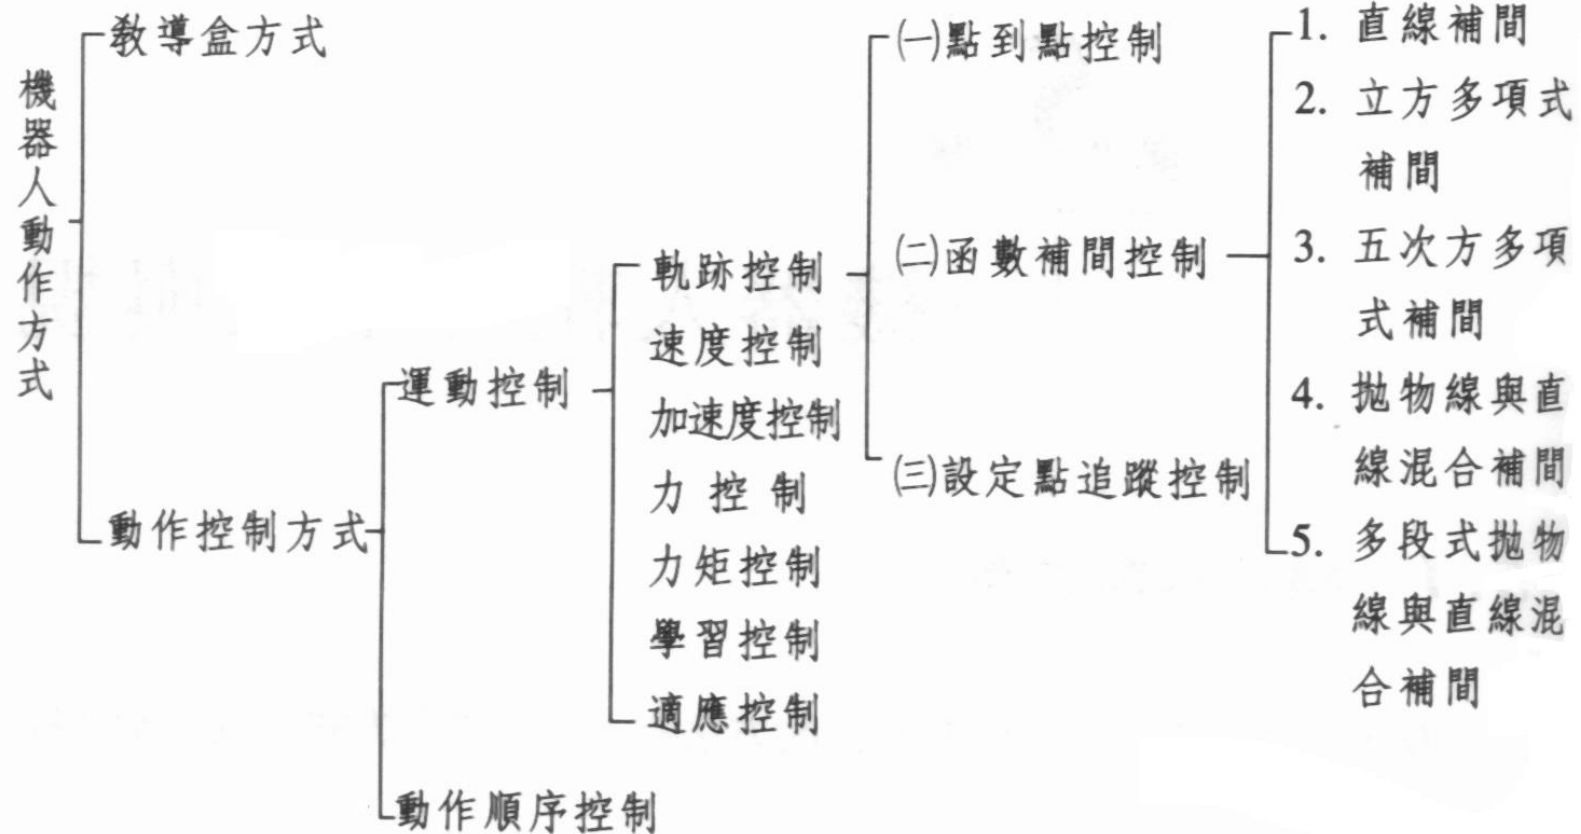 機器人動作方式
教導盒方式
動作控制方式
運動控制
動作順序控制
軌跡控制
速度控制
加速度控制
力控制
力矩控制
學習控制
適應控制
㈠點到點控制
㈡函數補間控制
㈢設定點追蹤控制
1. 直線補間
2. 立方多項式
補間
3. 五次方多項
式補間
4. 拋物線與直
線混合補間
5. 多段式拋物
線與直線混
合補間